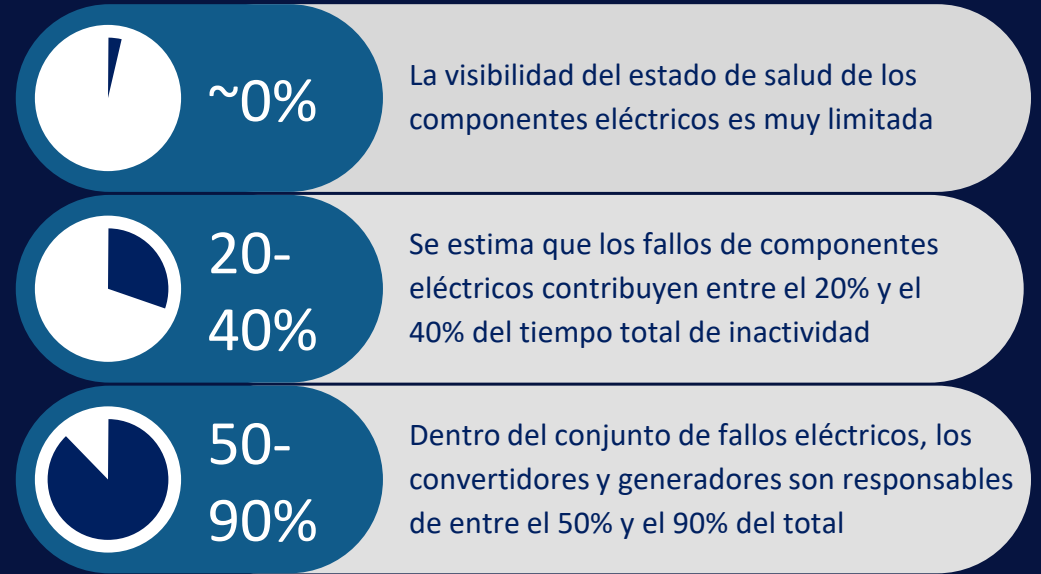 ~0%
La visibilidad del estado de salud de los
componentes eléctricos es muy limitada
20-
40%
Se estima que los fallos de componentes
eléctricos contribuyen entre el 20% y el
40% del tiempo total de inactividad
50-
90%
Dentro del conjunto de fallos eléctricos, los
convertidores y generadores son responsables
de entre el 50% y el 90% del total